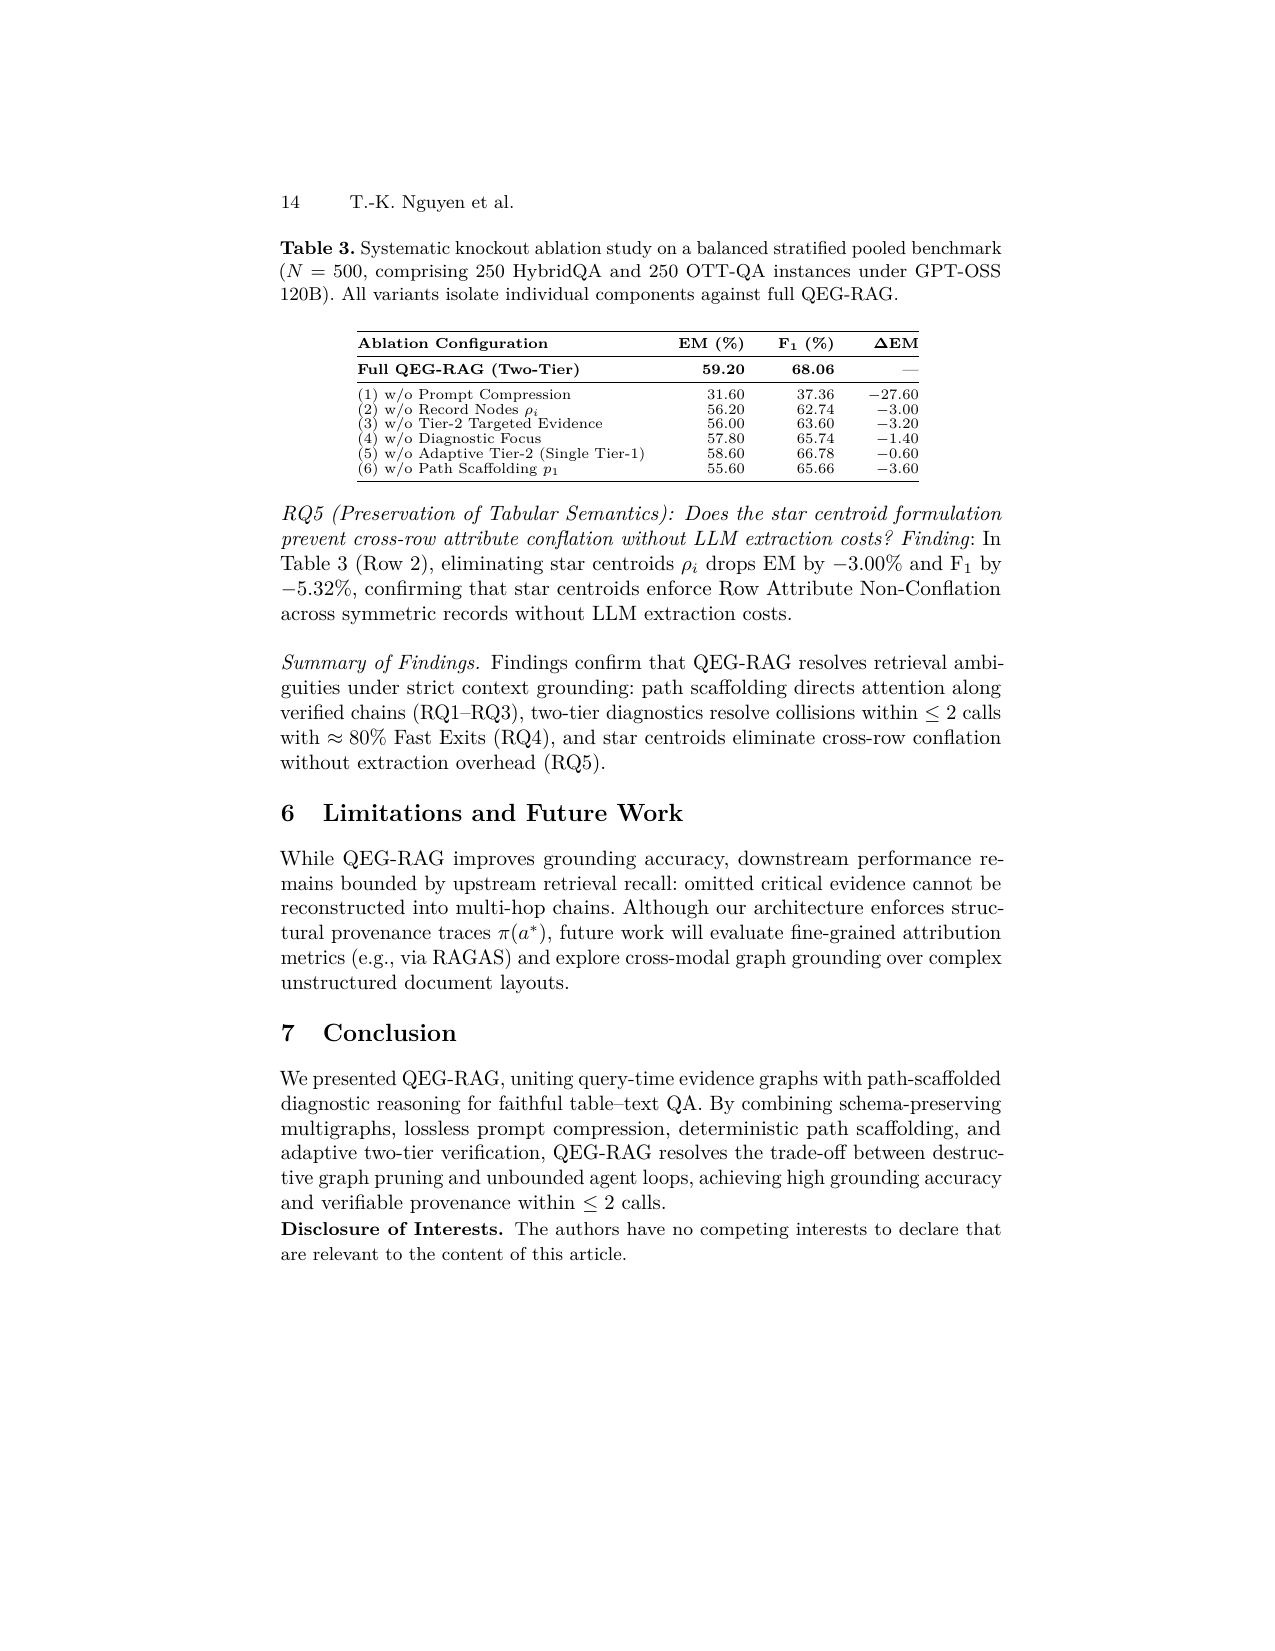 14 T.-K. Nguyen et al.
Table 3. Systematic knockout ablation study on a balanced stratified pooled benchmark
(N = 500, comprising 250 HybridQA and 250 OTT-QA instances under GPT-OSS
120B). All variants isolate individual components against full QEG-RAG.
Ablation Configuration EM (%) F₁ (%) ΔEM
Full QEG-RAG (Two-Tier) 59.20 68.06 —
(1) w/o Prompt Compression 31.60 37.36 −27.60
(2) w/o Record Nodes ρᵢ 56.20 62.74 −3.00
(3) w/o Tier-2 Targeted Evidence 56.00 63.60 −3.20
(4) w/o Diagnostic Focus 57.80 65.74 −1.40
(5) w/o Adaptive Tier-2 (Single Tier-1) 58.60 66.78 −0.60
(6) w/o Path Scaffolding p₁ 55.60 65.66 −3.60
RQ5 (Preservation of Tabular Semantics): Does the star centroid formulation
prevent cross-row attribute conflation without LLM extraction costs? Finding: In
Table 3 (Row 2), eliminating star centroids ρᵢ drops EM by −3.00% and F₁ by
−5.32%, confirming that star centroids enforce Row Attribute Non-Conflation
across symmetric records without LLM extraction costs.
Summary of Findings. Findings confirm that QEG-RAG resolves retrieval ambi-
guities under strict context grounding: path scaffolding directs attention along
verified chains (RQ1–RQ3), two-tier diagnostics resolve collisions within ≤ 2 calls
with ≈ 80% Fast Exits (RQ4), and star centroids eliminate cross-row conflation
without extraction overhead (RQ5).
6 Limitations and Future Work
While QEG-RAG improves grounding accuracy, downstream performance re-
mains bounded by upstream retrieval recall: omitted critical evidence cannot be
reconstructed into multi-hop chains. Although our architecture enforces struc-
tural provenance traces π(a*), future work will evaluate fine-grained attribution
metrics (e.g., via RAGAS) and explore cross-modal graph grounding over complex
unstructured document layouts.
7 Conclusion
We presented QEG-RAG, uniting query-time evidence graphs with path-scaffolded
diagnostic reasoning for faithful table–text QA. By combining schema-preserving
multigraphs, lossless prompt compression, deterministic path scaffolding, and
adaptive two-tier verification, QEG-RAG resolves the trade-off between destruc-
tive graph pruning and unbounded agent loops, achieving high grounding accuracy
and verifiable provenance within ≤ 2 calls.
Disclosure of Interests. The authors have no competing interests to declare that
are relevant to the content of this article.